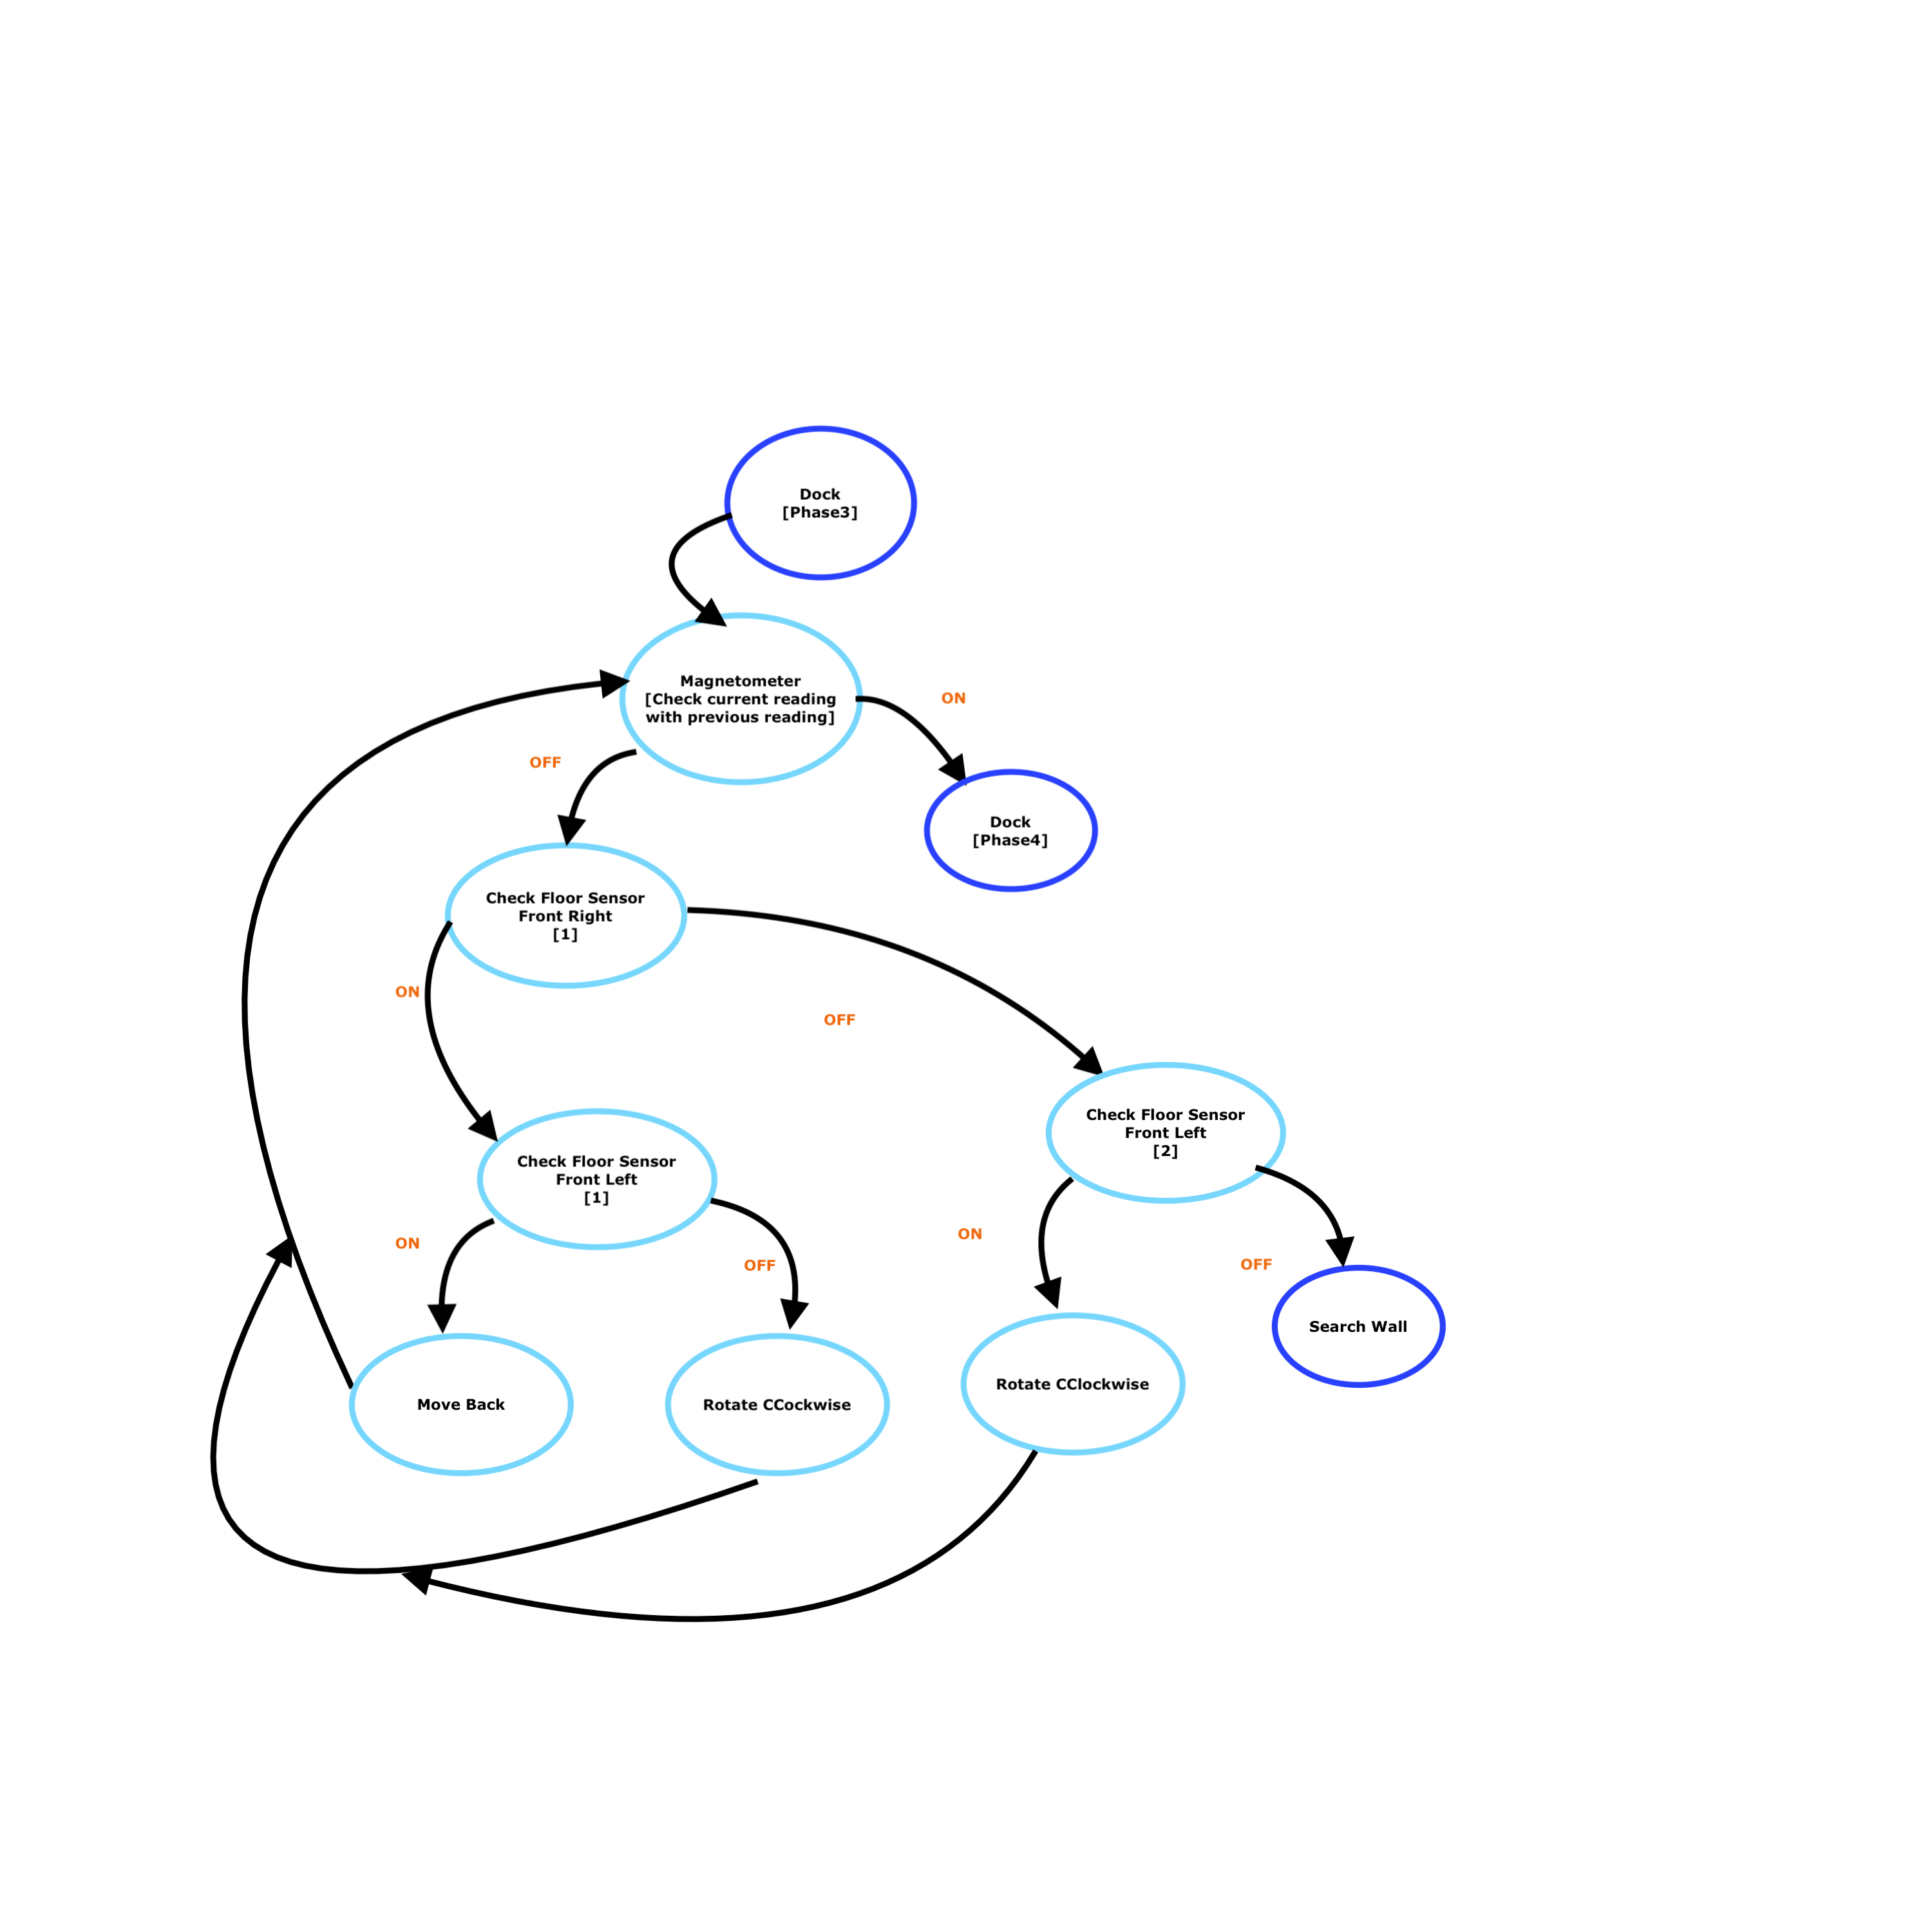 Dock
[Phase3]
Magnetometer
[Check current reading
with previous reading]
ON
OFF
Dock
[Phase4]
Check Floor Sensor
Front Right
[1]
ON
OFF
Check Floor Sensor
Front Left
[2]
Check Floor Sensor
Front Left
[1]
ON
OFF
ON
OFF
Search Wall
Move Back
Rotate CCockwise
Rotate CClockwise